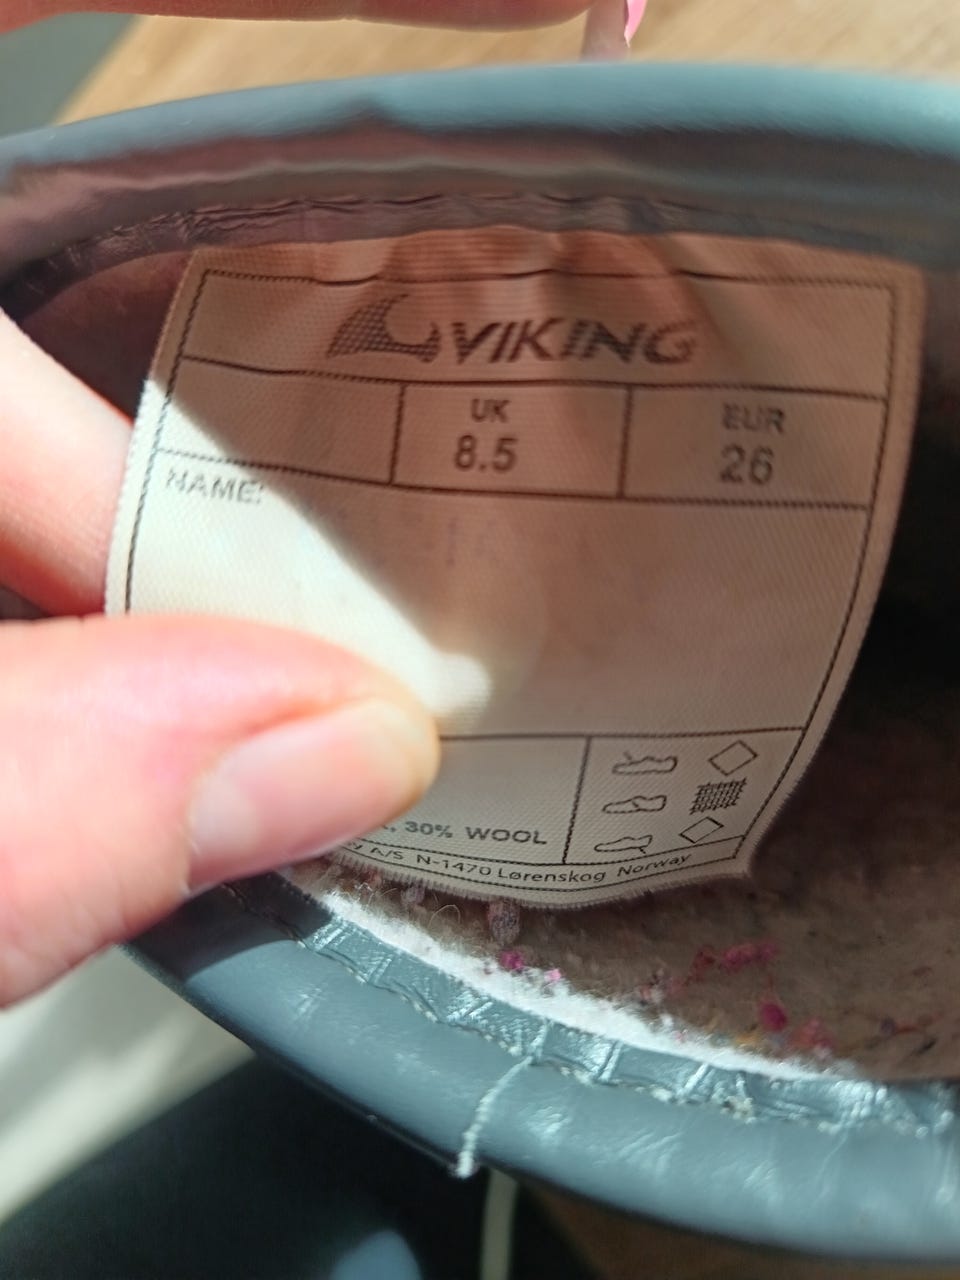 VIKING
UK EUR
8.5 26
NAME:
30% WOOL
A/S N-1470 Lørenskog Norway